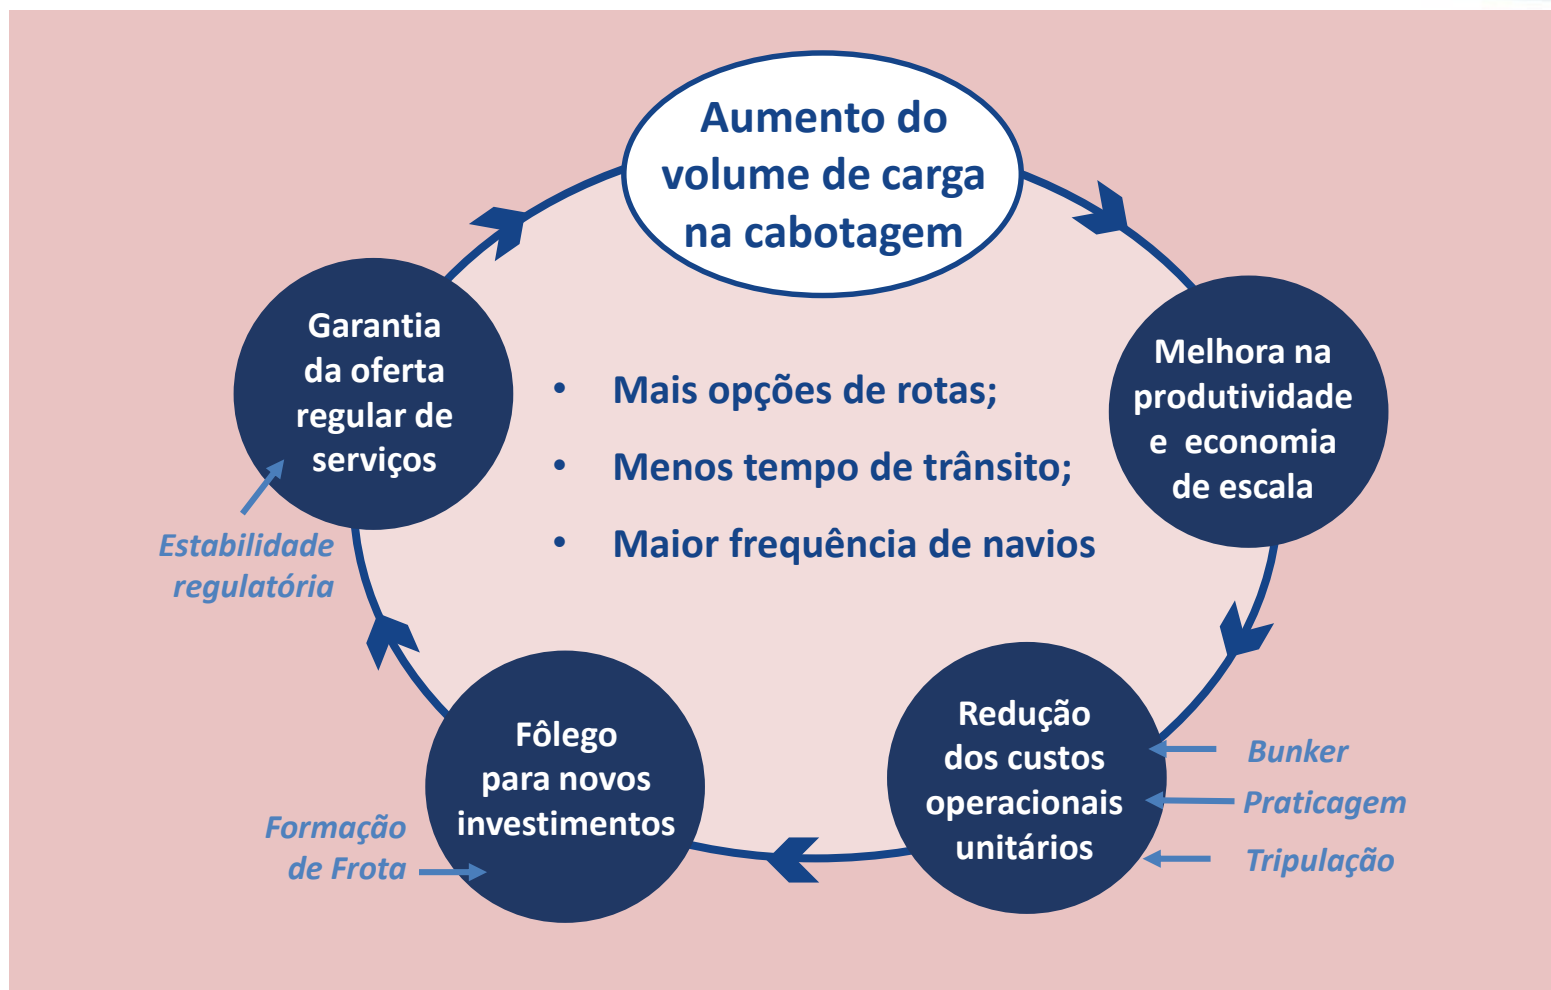 Aumento do
volume de carga
na cabotagem
Garantia
da oferta
regular de
serviços
Melhora na
produtividade
e economia
de escala
• Mais opções de rotas;
• Menos tempo de trânsito;
• Maior frequência de navios
Estabilidade
regulatória
Fôlego
para novos
investimentos
Formação
de Frota
Redução
dos custos
operacionais
unitários
Bunker
Praticagem
Tripulação